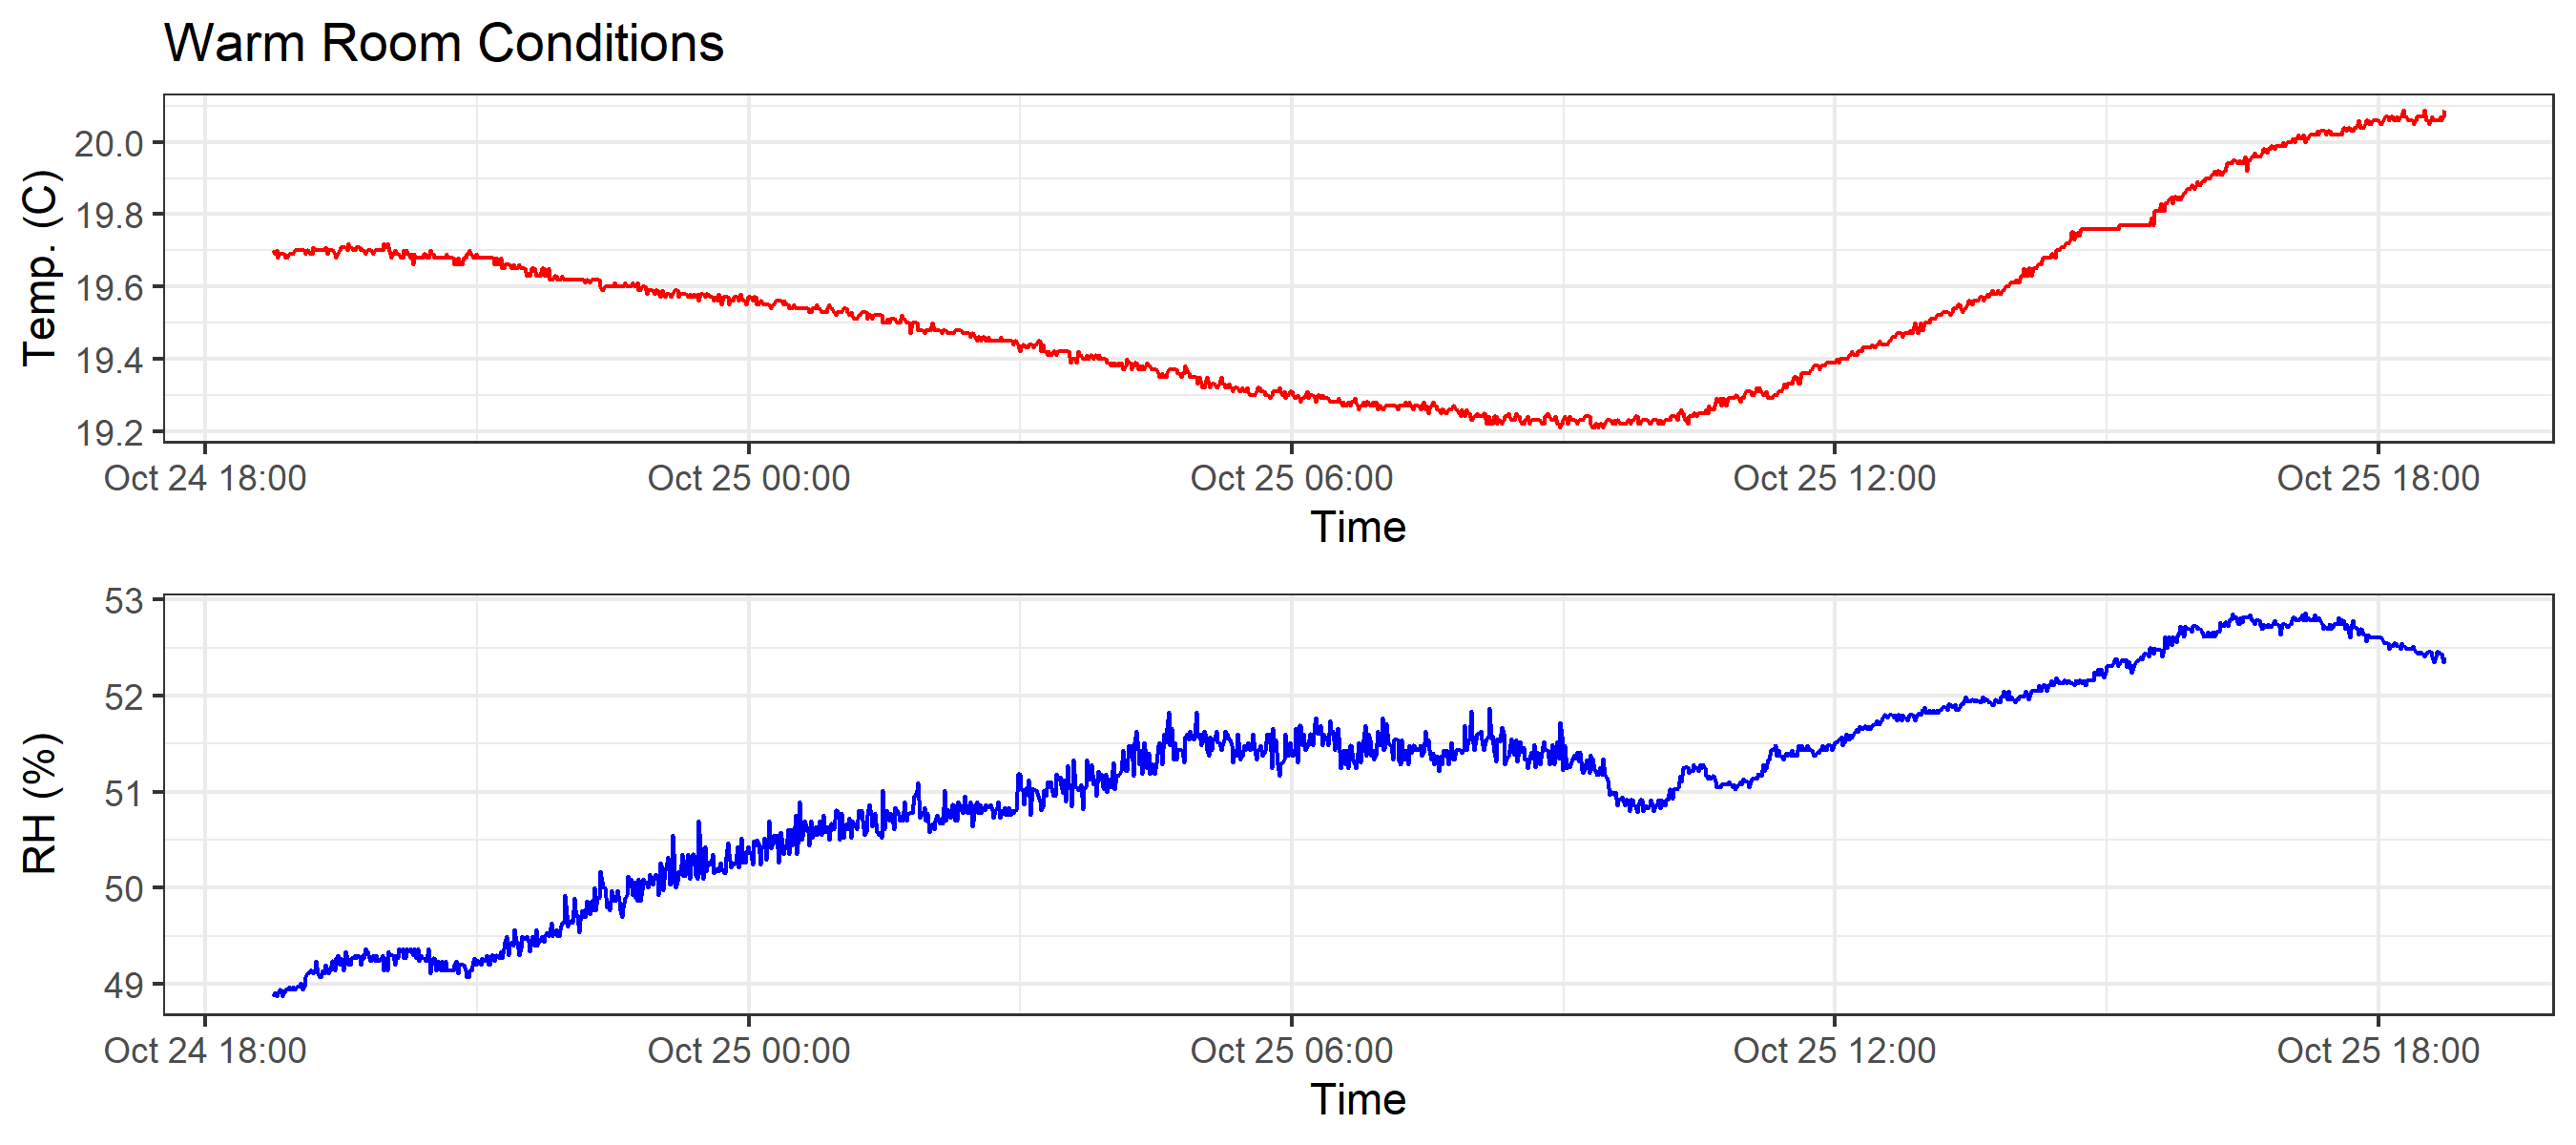 Warm Room Conditions
Temp. (C)
20.0
19.8
19.6
19.4
19.2
Oct 24 18:00 Oct 25 00:00 Oct 25 06:00 Oct 25 12:00 Oct 25 18:00
Time
RH (%)
53
52
51
50
49
Oct 24 18:00 Oct 25 00:00 Oct 25 06:00 Oct 25 12:00 Oct 25 18:00
Time